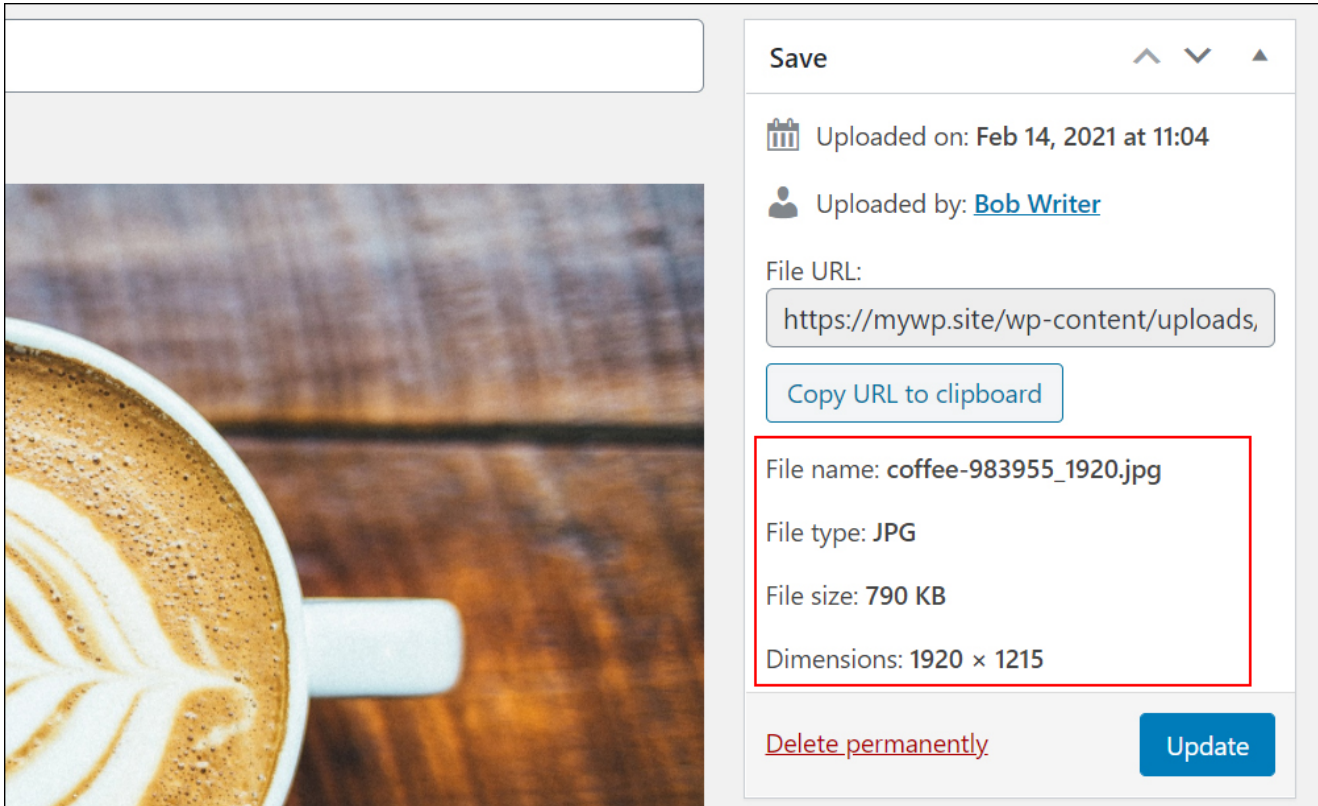 Save
Uploaded on: Feb 14, 2021 at 11:04
Uploaded by: Bob Writer
File URL:
https://mywp.site/wp-content/uploads/
Copy URL to clipboard
File name: coffee-983955_1920.jpg
File type: JPG
File size: 790 KB
Dimensions: 1920 × 1215
Delete permanently
Update